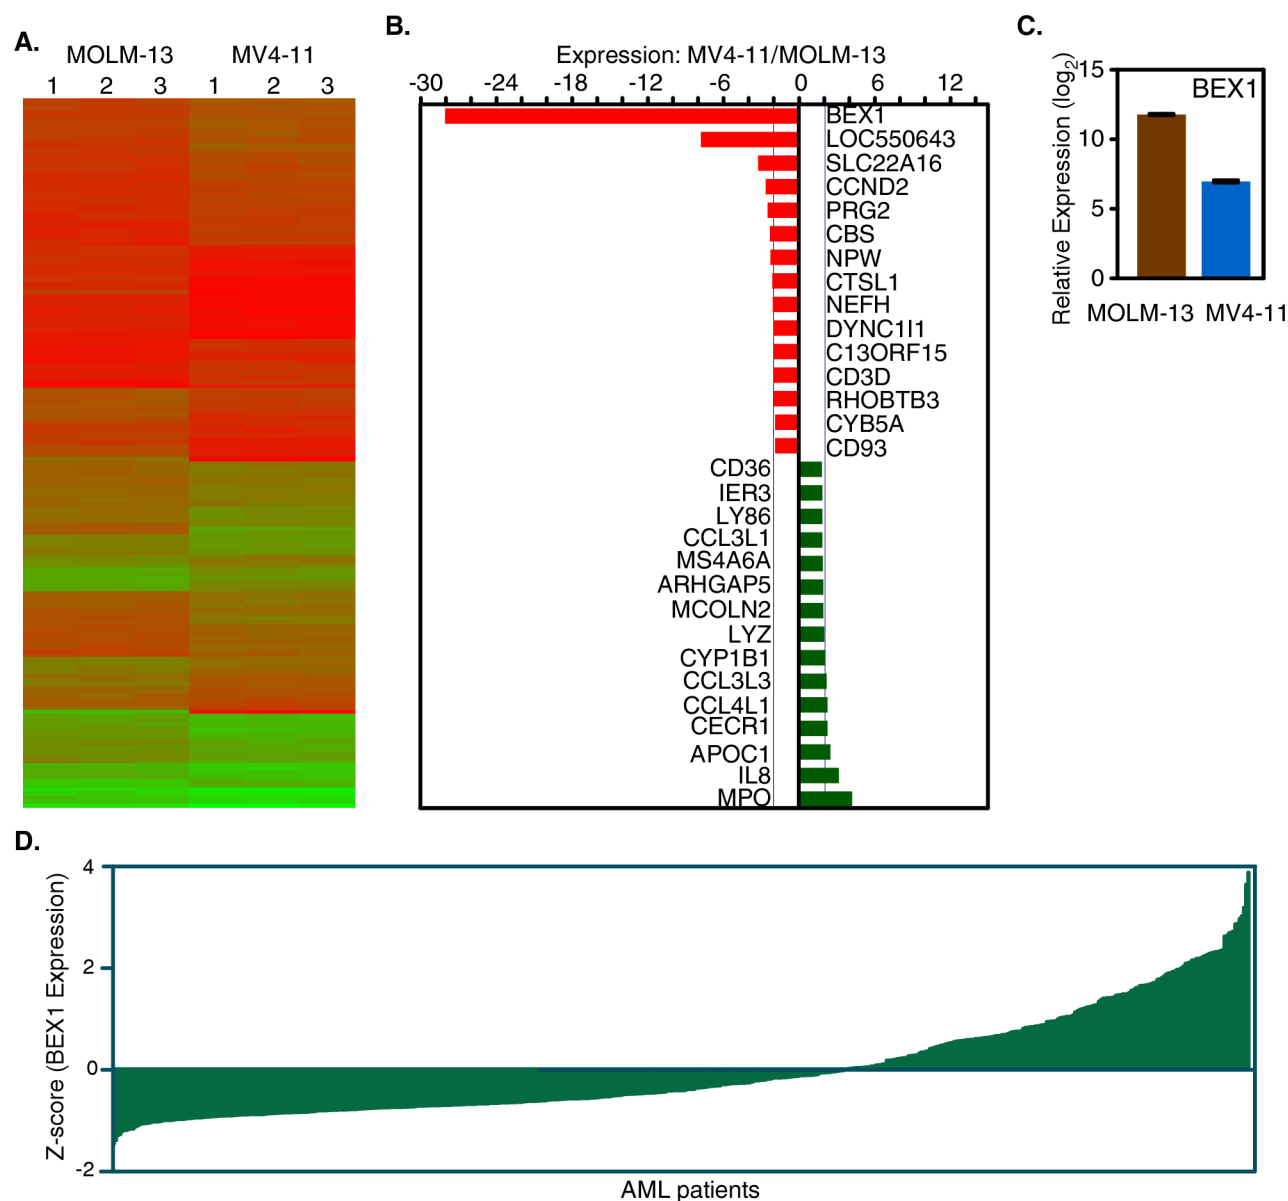 A.
MOLM-13 MV4-11
1 2 3 1 2 3
B.
Expression: MV4-11/MOLM-13
-30 -24 -18 -12 -6 0 6 12
BEX1
LOC550643
SLC22A16
CCND2
PRG2
CBS
NPW
CTSL1
NEFH
DYNC1I1
C13ORF15
CD3D
RHOBTB3
CYB5A
CD93
CD36
IER3
LY86
CCL3L1
MS4A6A
ARHGAP5
MCOLN2
LYZ
CYP1B1
CCL3L3
CCL4L1
CECR1
APOC1
IL8
MPO
C.
Relative Expression (log2)
15
10
5
0
BEX1
MOLM-13 MV4-11
D.
Z-score (BEX1 Expression)
4
2
0
-2
AML patients